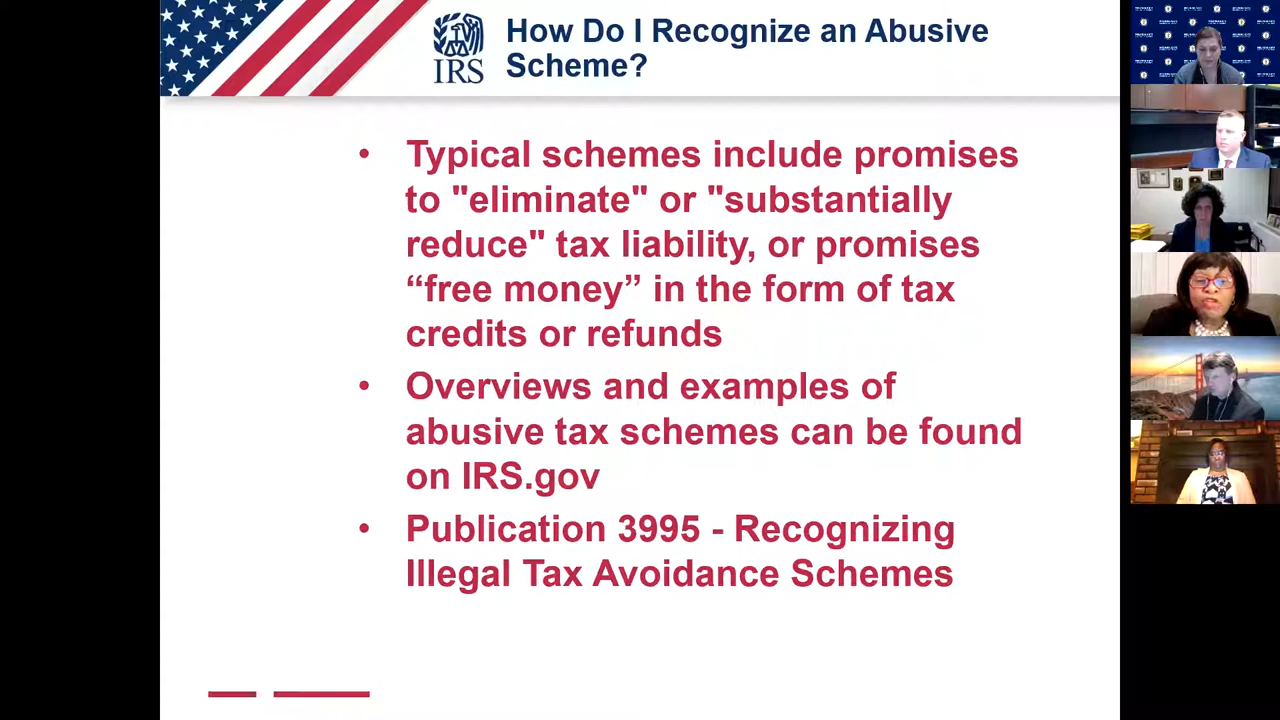 How Do I Recognize an Abusive
Scheme?
IRS
• Typical schemes include promises
to "eliminate" or "substantially
reduce" tax liability, or promises
“free money” in the form of tax
credits or refunds
• Overviews and examples of
abusive tax schemes can be found
on IRS.gov
• Publication 3995 - Recognizing
Illegal Tax Avoidance Schemes